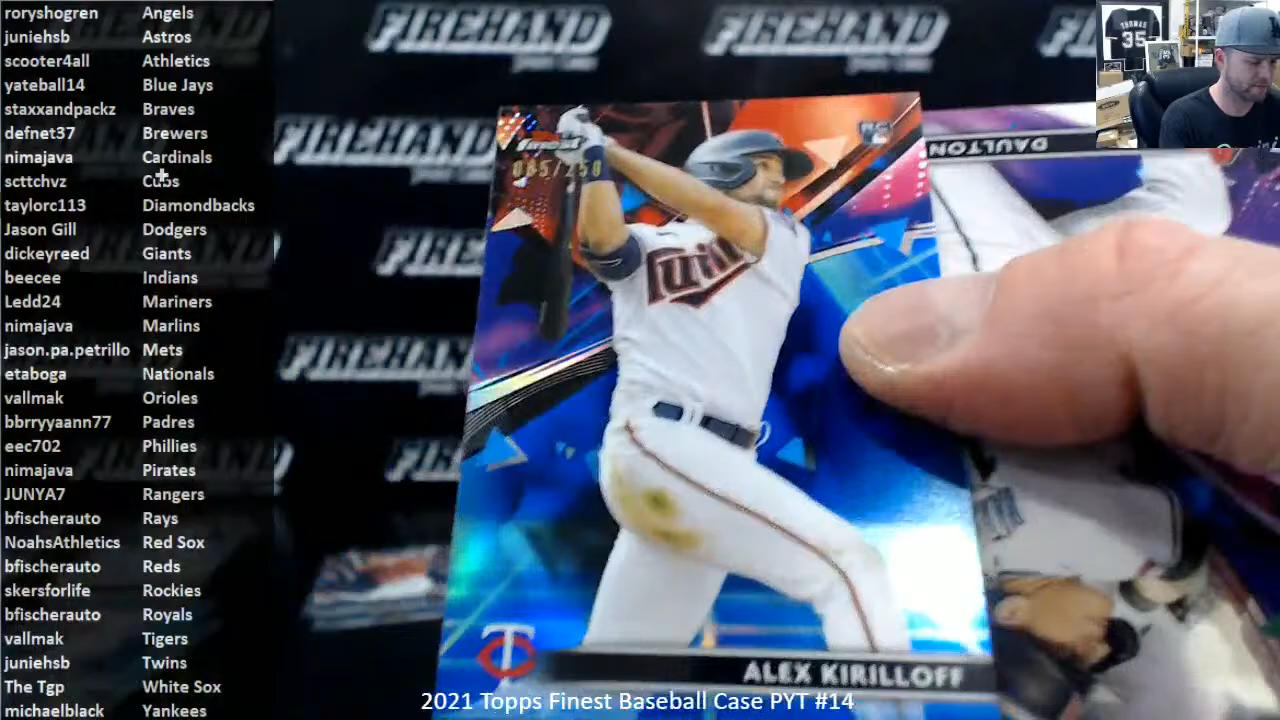 roryshogren Angels
juniehsb Astros
scooter4all Athletics
yateball14 Blue Jays
staxxandpackz Braves
defnet37 Brewers
nimajava Cardinals
scttchvz Cubs
taylorc113 Diamondbacks
Jason Gill Dodgers
dickeyreed Giants
beecee Indians
Ledd24 Mariners
nimajava Marlins
jason.pa.petrillo Mets
etaboga Nationals
vallmak Orioles
bbrryyaann77 Padres
eec702 Phillies
nimajava Pirates
JUNYA7 Rangers
bfischerauto Rays
NoahsAthletics Red Sox
bfischerauto Reds
skersforlife Rockies
bfischerauto Royals
vallmak Tigers
juniehsb Twins
The Tgp White Sox
michaelblack Yankees
FIREHAND
FIREHAND
FIREHAND
FIREHAND
FIREHAND
THOMAS
35
finest
DAULTON
Twins
ALEX KIRILLOFF
2021 Topps Finest Baseball Case PYT #14